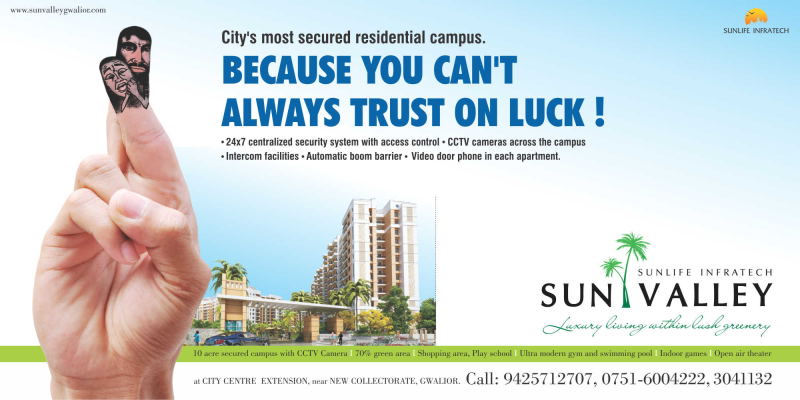 www.sunvalleygwalior.com
SUNLIFE INFRATECH
City's most secured residential campus.
BECAUSE YOU CAN'T
ALWAYS TRUST ON LUCK !
• 24x7 centralized security system with access control • CCTV cameras across the campus
• Intercom facilities • Automatic boom barrier • Video door phone in each apartment.
SUNLIFE INFRATECH
SUN VALLEY
Luxury living within lush greenery
10 acre secured campus with CCTV Camera | 70% green area | Shopping area, Play school | Ultra modern gym and swimming pool | Indoor games | Open air theater
at CITY CENTRE EXTENSION, near NEW COLLECTORATE, GWALIOR. Call: 9425712707, 0751-6004222, 3041132